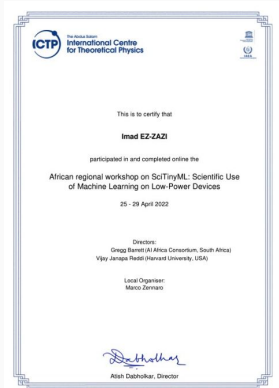 ICTP
The Abdus Salam
International Centre
for Theoretical Physics
This is to certify that
Imad EZ-ZAZI
participated in and completed online the
African regional workshop on SciTinyML: Scientific Use
of Machine Learning on Low-Power Devices
25 - 29 April 2022
Directors:
Gregg Barrett (AI Africa Consortium, South Africa)
Vijay Janapa Reddi (Harvard University, USA)
Local Organiser:
Marco Zennaro
Dabholkar
Atish Dabholkar, Director